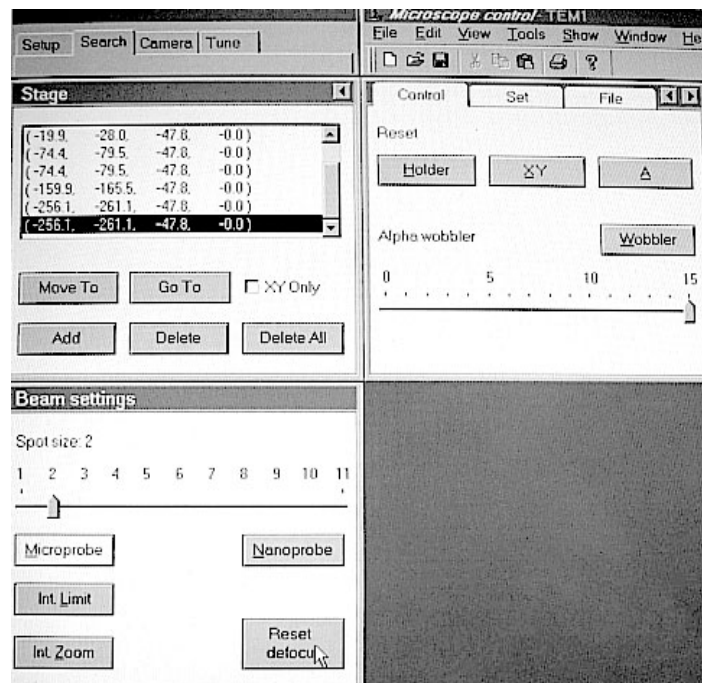 Microscope control - TEM1
Setup Search Camera Tune
File Edit View Tools Show Window He
Stage
(-19.9, -28.0, -47.8, -0.0)
(-74.4, -79.5, -47.8, -0.0)
(-74.4, -79.5, -47.8, -0.0)
(-159.9, -165.5, -47.8, -0.0)
(-256.1, -261.1, -47.8, -0.0)
(-256.1, -261.1, -47.8, -0.0)
Move To Go To XY Only
Add Delete Delete All
Control Set File
Reset
Holder XY A
Alpha wobbler Wobbler
0 5 10 15
Beam settings
Spot size: 2
1 2 3 4 5 6 7 8 9 10 11
Microprobe Nanoprobe
Int. Limit
Int. Zoom
Reset
defocu